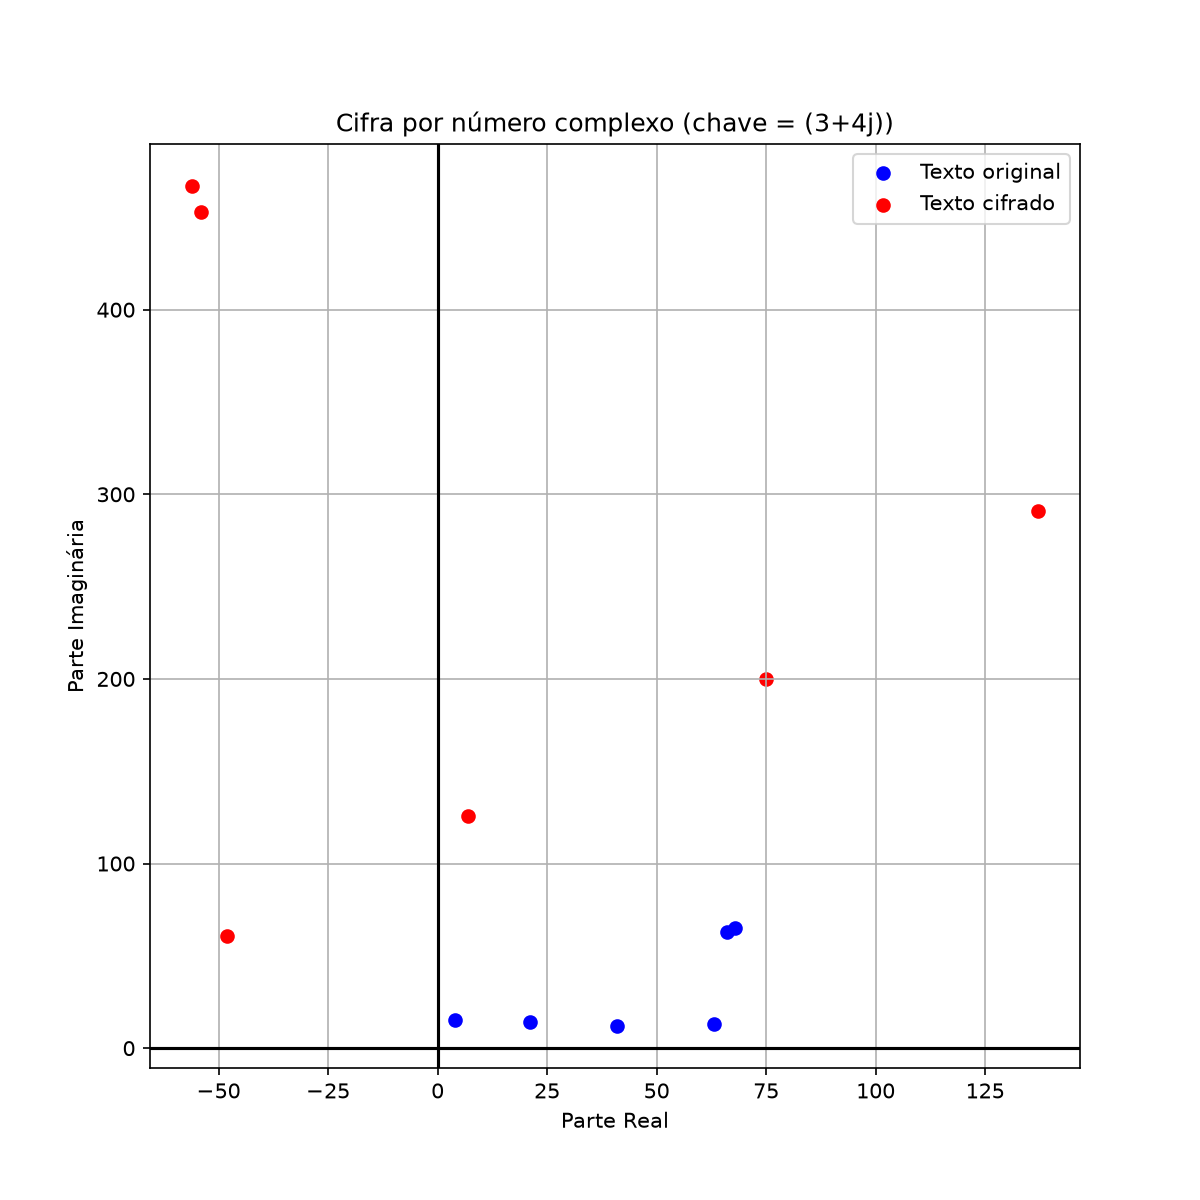 Cifra por número complexo (chave = (3+4j))
Texto original
Texto cifrado
400
300
200
100
0
−50
−25
0
25
50
75
100
125
Parte Imaginária
Parte Real